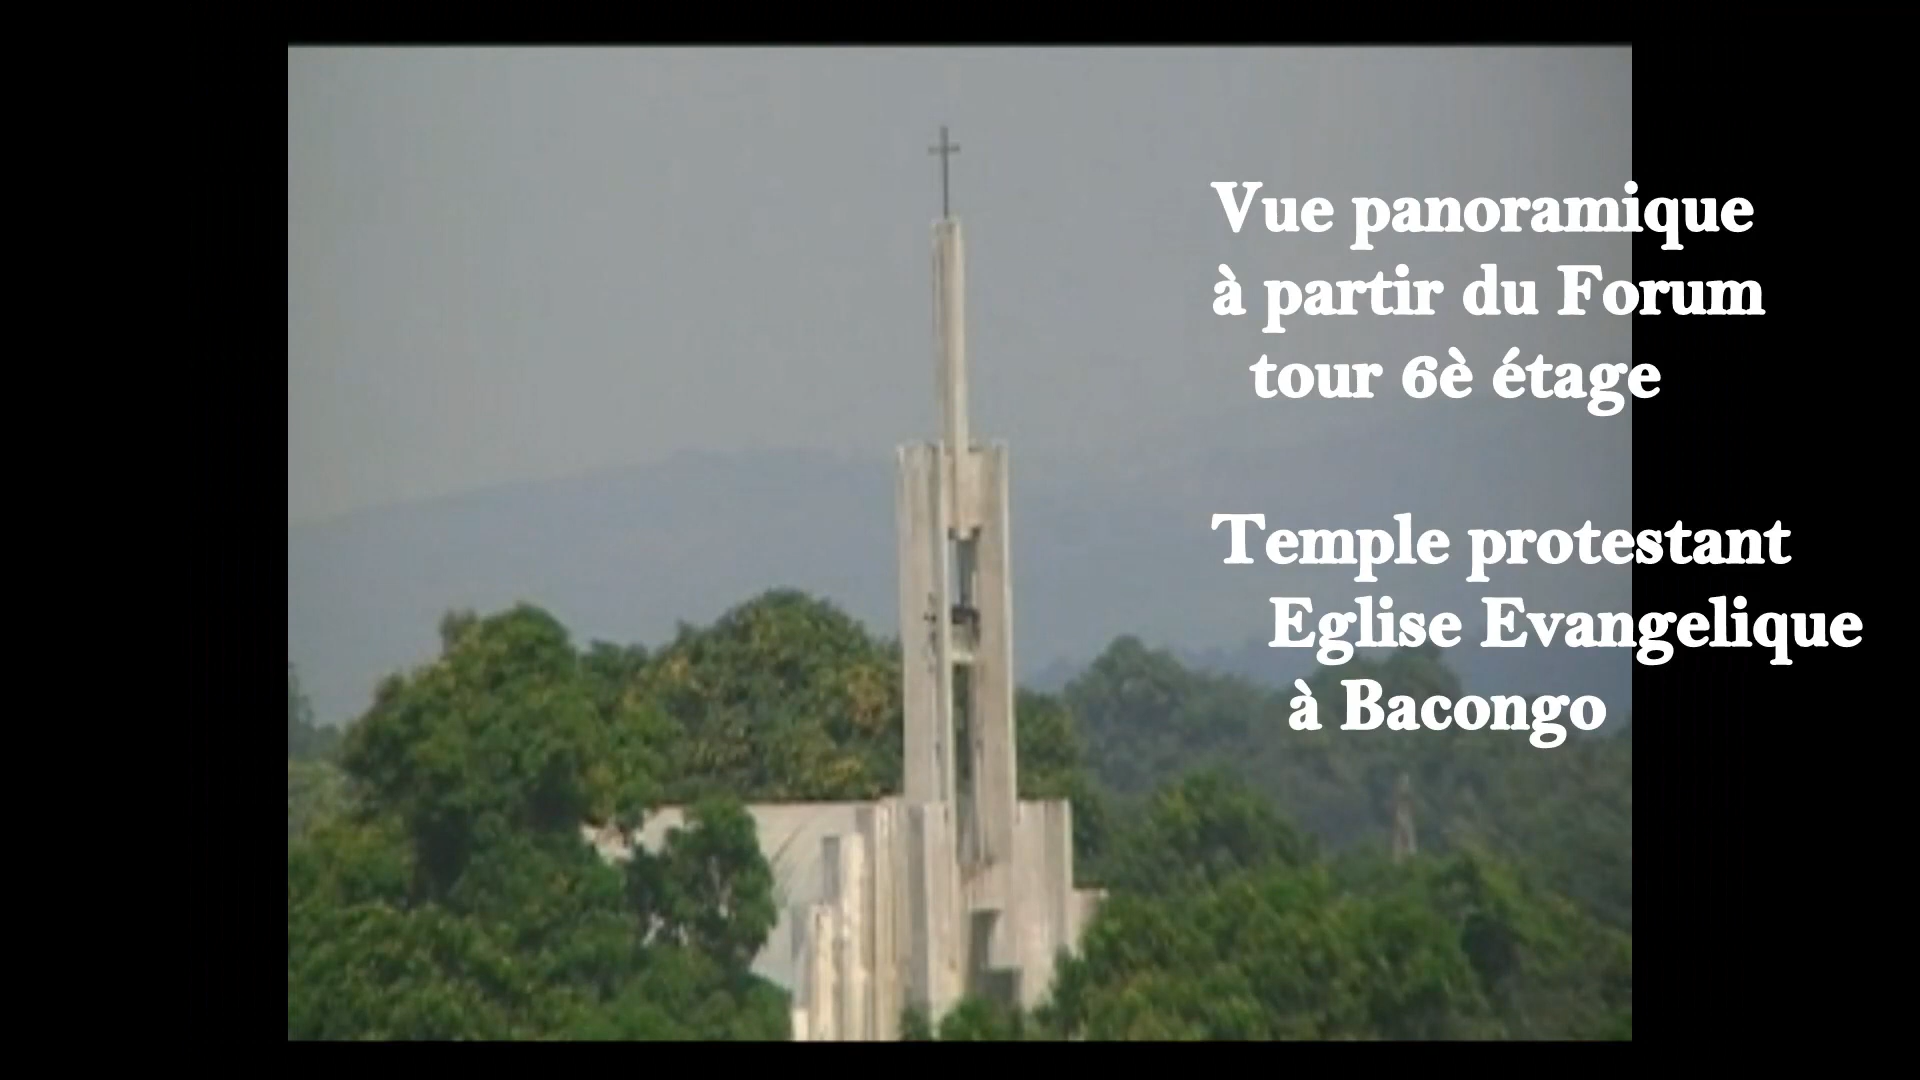 Vue panoramique
à partir du Forum
tour 6è étage
Temple protestant
Eglise Evangelique
à Bacongo